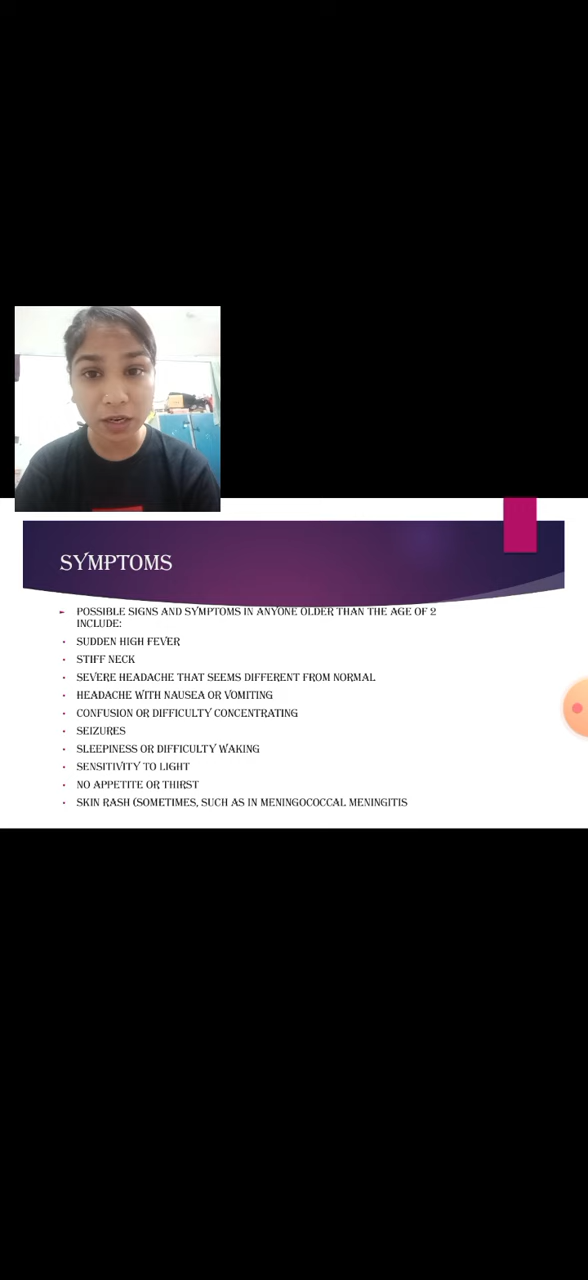 SYMPTOMS
POSSIBLE SIGNS AND SYMPTOMS IN ANYONE OLDER THAN THE AGE OF 2
INCLUDE:
SUDDEN HIGH FEVER
STIFF NECK
SEVERE HEADACHE THAT SEEMS DIFFERENT FROM NORMAL
HEADACHE WITH NAUSEA OR VOMITING
CONFUSION OR DIFFICULTY CONCENTRATING
SEIZURES
SLEEPINESS OR DIFFICULTY WAKING
SENSITIVITY TO LIGHT
NO APPETITE OR THIRST
SKIN RASH (SOMETIMES, SUCH AS IN MENINGOCOCCAL MENINGITIS